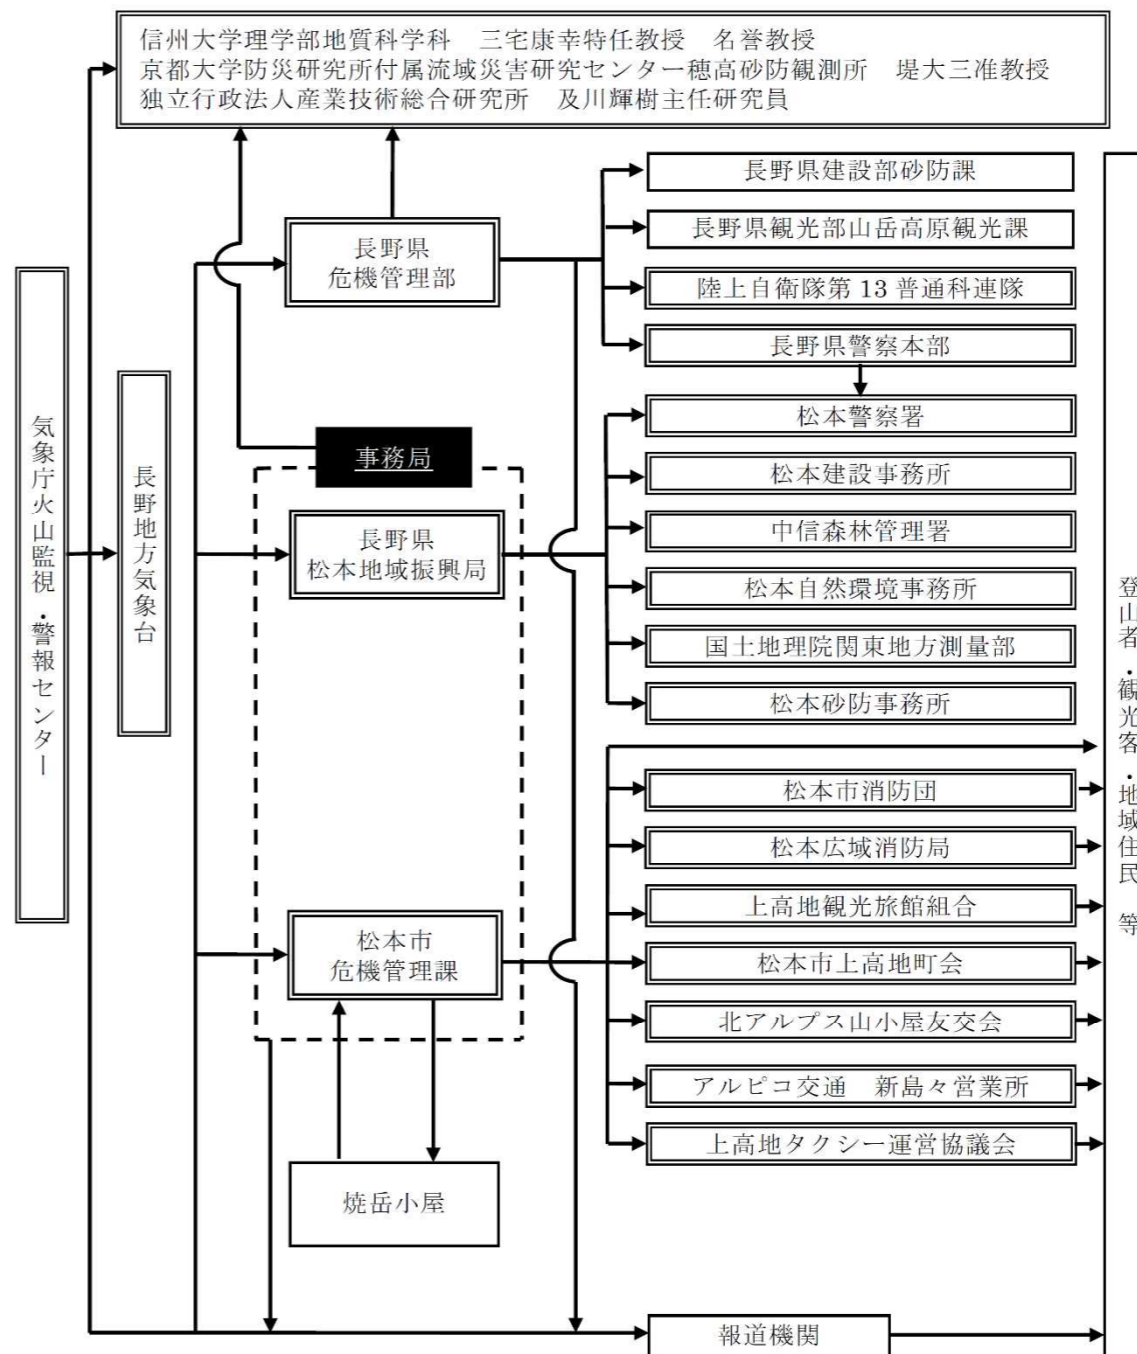 信州大学理学部地質科学科　三宅康幸特任教授　名誉教授
京都大学防災研究所付属流域災害研究センター穂高砂防観測所　堤大三准教授
独立行政法人産業技術総合研究所　及川輝樹主任研究員
気象庁火山監視・警報センター
長野地方気象台
長野県
危機管理部
事務局
長野県
松本地域振興局
松本市
危機管理課
焼岳小屋
長野県建設部砂防課
長野県観光部山岳高原観光課
陸上自衛隊第13普通科連隊
長野県警察本部
松本警察署
松本建設事務所
中信森林管理署
松本自然環境事務所
国土地理院関東地方測量部
松本砂防事務所
松本市消防団
松本広域消防局
上高地観光旅館組合
松本市上高地町会
北アルプス山小屋友交会
アルピコ交通　新島々営業所
上高地タクシー運営協議会
報道機関
登山者・観光客・地域住民　等